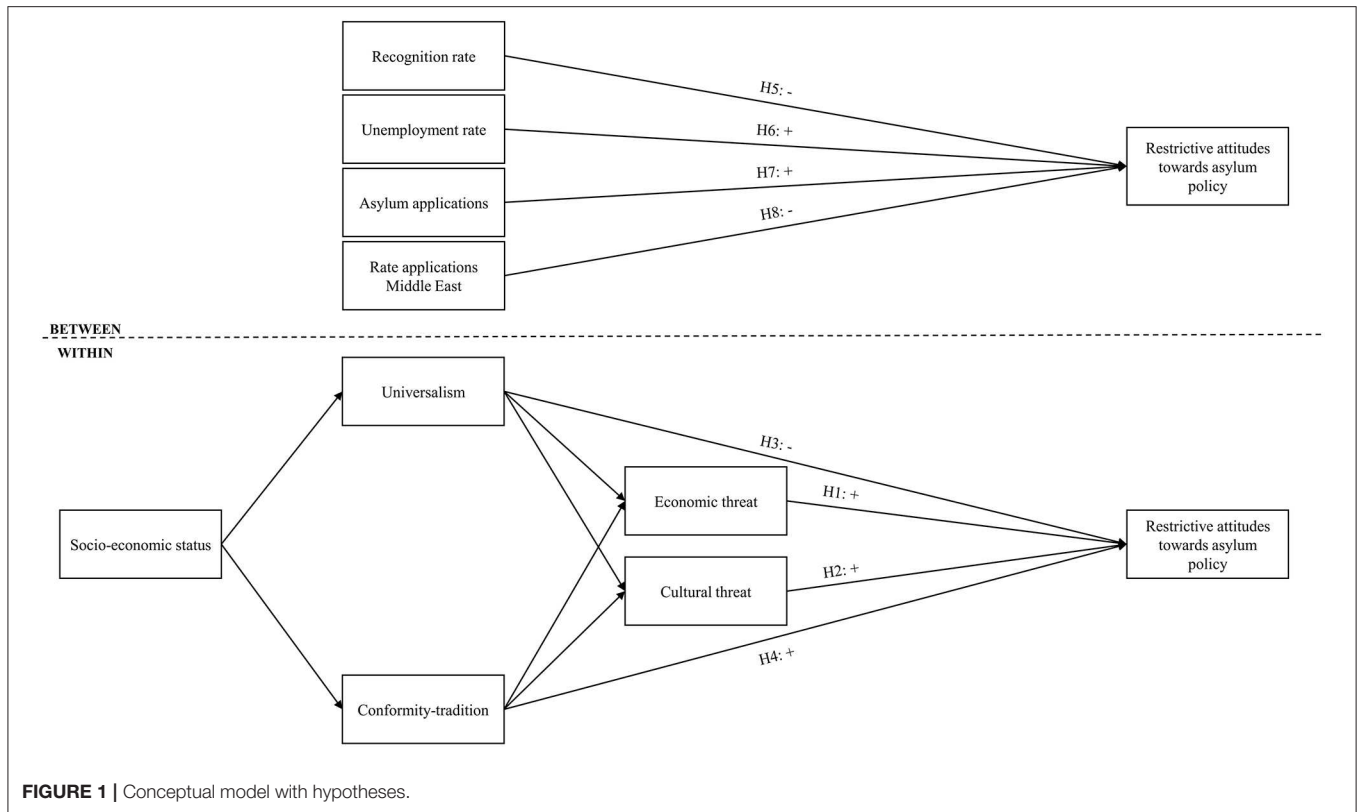 Recognition rate
Unemployment rate
Asylum applications
Rate applications
Middle East
H5: -
H6: +
H7: +
H8: -
Restrictive attitudes
towards asylum
policy
BETWEEN
WITHIN
Socio-economic status
Universalism
Conformity-tradition
Economic threat
Cultural threat
H3: -
H1: +
H2: +
H4: +
Restrictive attitudes
towards asylum
policy
FIGURE 1 | Conceptual model with hypotheses.